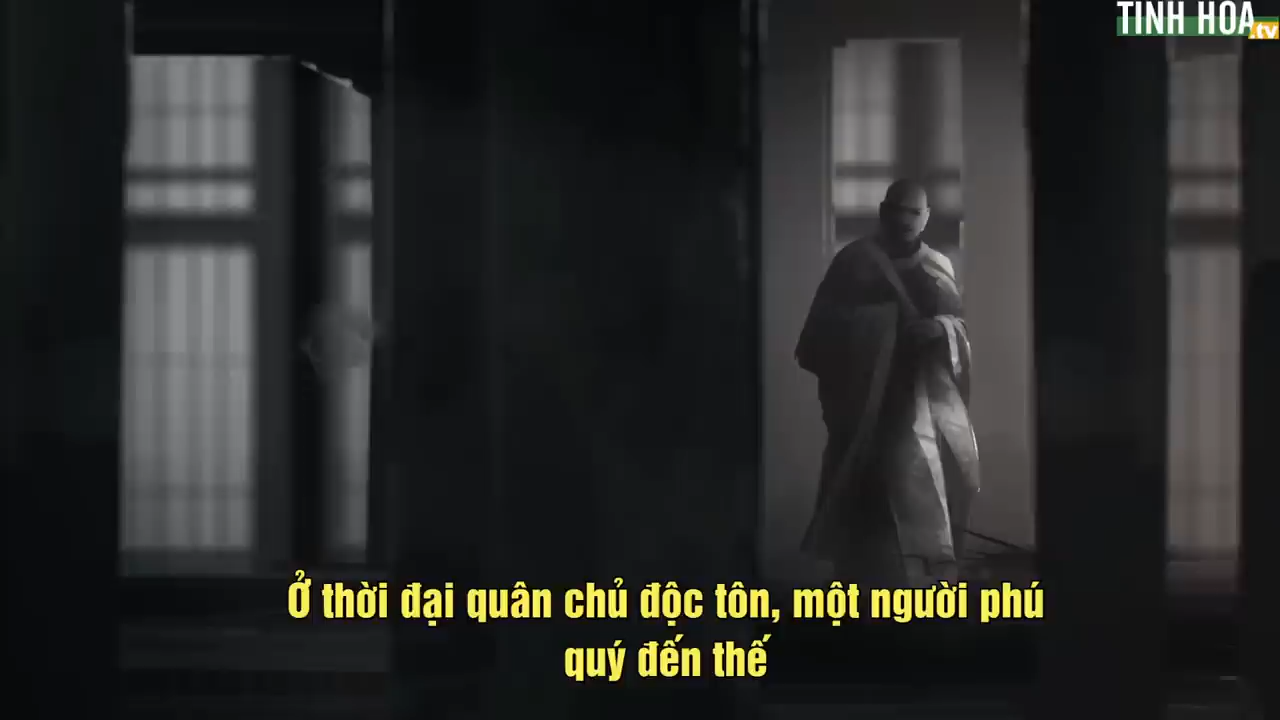 TINH HOA
.tv
Ở thời đại quân chủ độc tôn, một người phú
quý đến thế